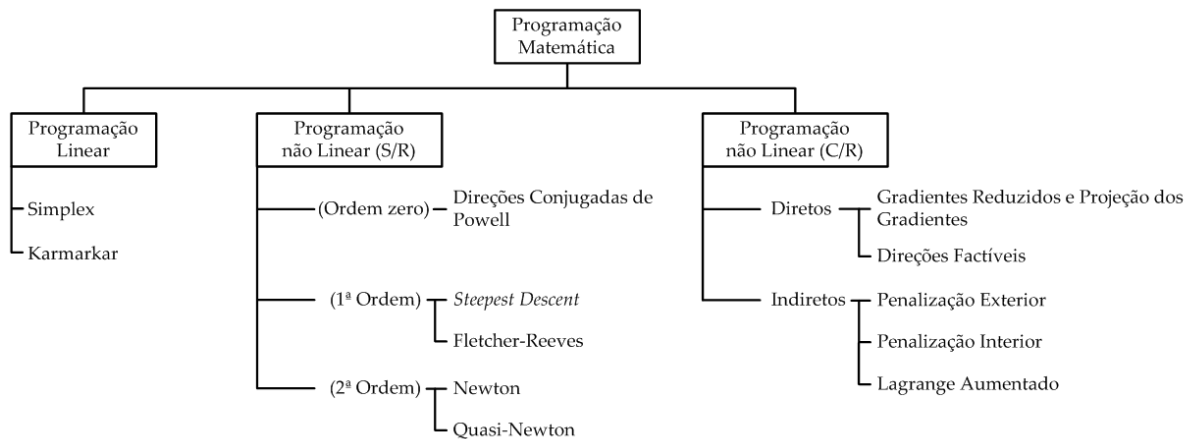 Programação
Matemática
Programação
Linear
Simplex
Karmarkar
Programação
não Linear (S/R)
(Ordem zero)
Direções Conjugadas de
Powell
(1ª Ordem)
Steepest Descent
Fletcher-Reeves
(2ª Ordem)
Newton
Quasi-Newton
Programação
não Linear (C/R)
Diretos
Gradientes Reduzidos e Projeção dos
Gradientes
Direções Factíveis
Indiretos
Penalização Exterior
Penalização Interior
Lagrange Aumentado